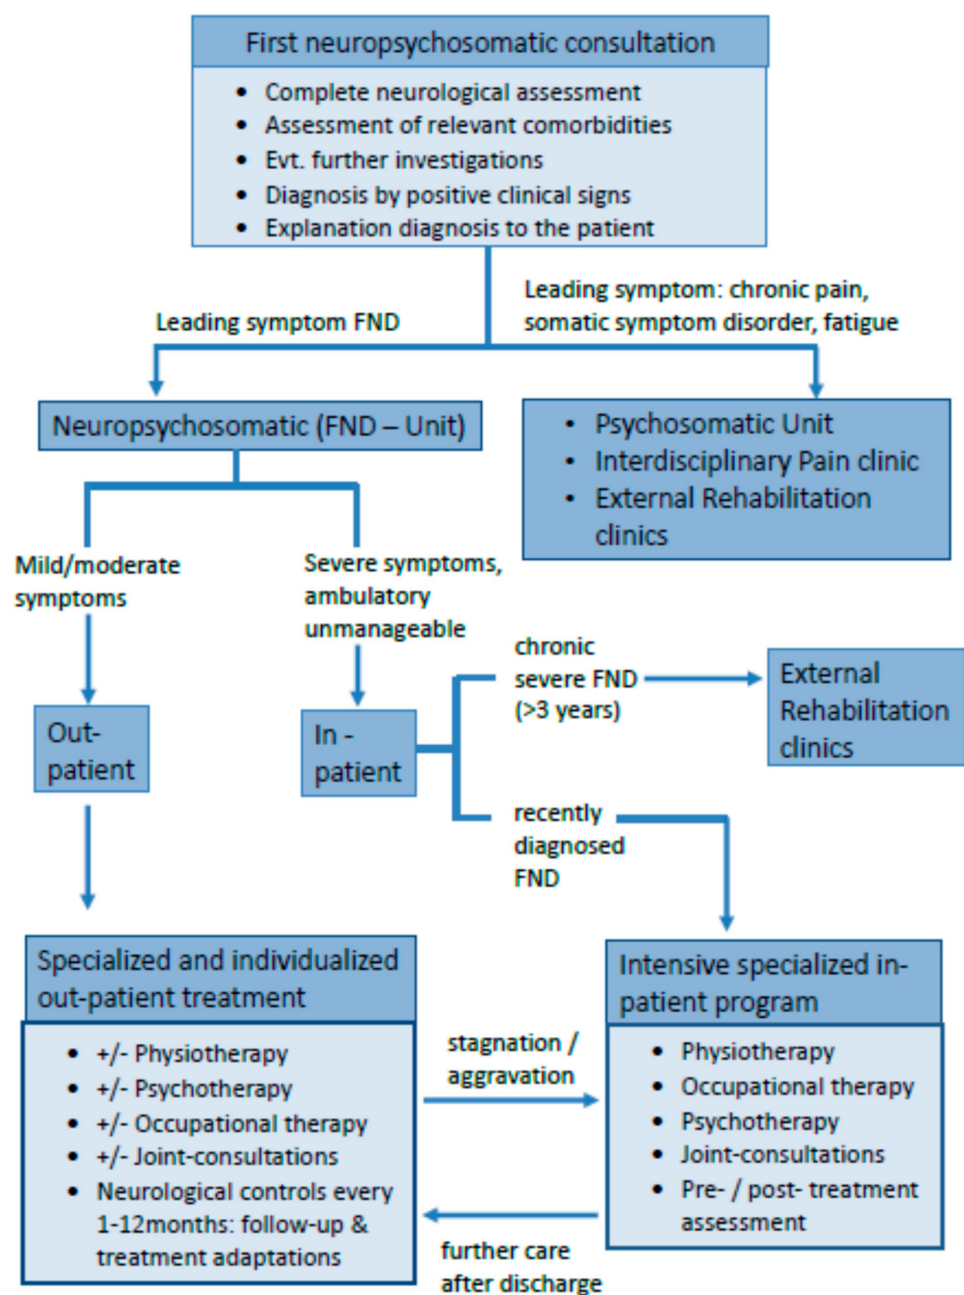 First neuropsychosomatic consultation
• Complete neurological assessment
• Assessment of relevant comorbidities
• Evt. further investigations
• Diagnosis by positive clinical signs
• Explanation diagnosis to the patient
Leading symptom FND
Leading symptom: chronic pain,
somatic symptom disorder, fatigue
Neuropsychosomatic (FND – Unit)
• Psychosomatic Unit
• Interdisciplinary Pain clinic
• External Rehabilitation
clinics
Mild/moderate
symptoms
Severe symptoms,
ambulatory
unmanageable
chronic
severe FND
(>3 years)
External
Rehabilitation
clinics
Out-
patient
In -
patient
recently
diagnosed
FND
Specialized and individualized
out-patient treatment
• +/- Physiotherapy
• +/- Psychotherapy
• +/- Occupational therapy
• +/- Joint-consultations
• Neurological controls every
1-12months: follow-up &
treatment adaptations
stagnation /
aggravation
further care
after discharge
Intensive specialized in-
patient program
• Physiotherapy
• Occupational therapy
• Psychotherapy
• Joint-consultations
• Pre- / post- treatment
assessment